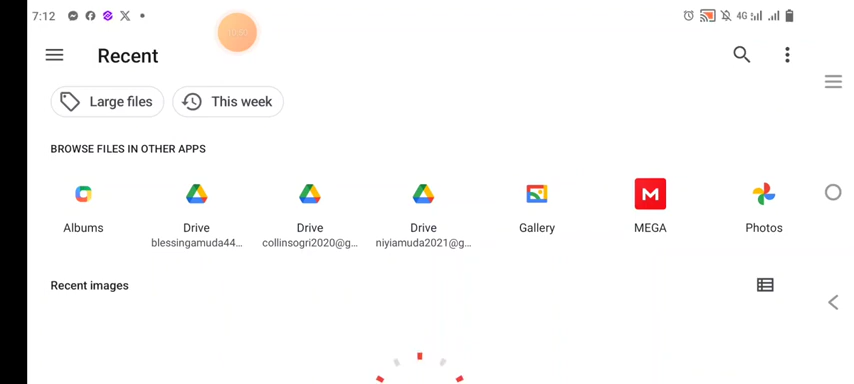 7:12
4G
Recent
Large files
This week
BROWSE FILES IN OTHER APPS
Albums
Drive
blessingamuda44...
Drive
collinsogri2020@g...
Drive
niyiamuda2021@g...
Gallery
MEGA
Photos
Recent images